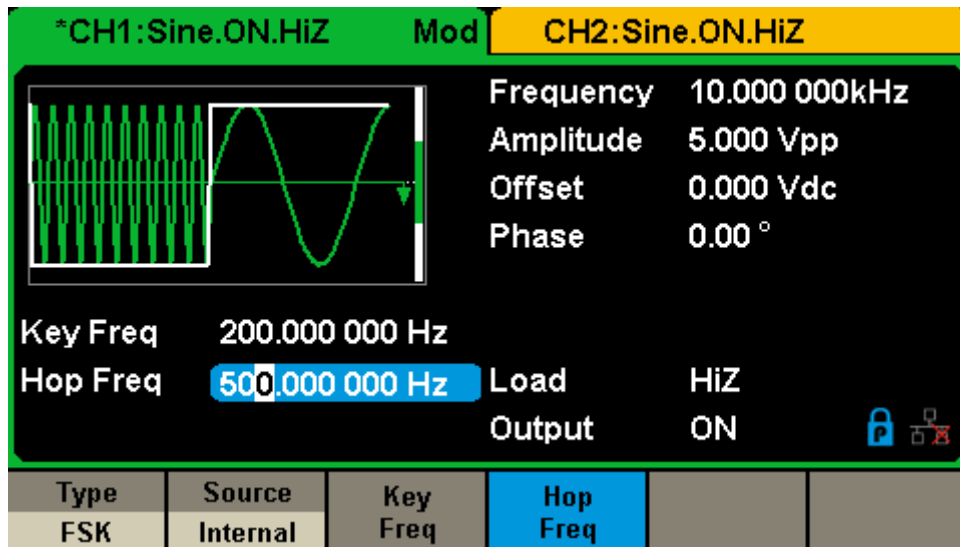 *CH1:Sine.ON.HiZ Mod CH2:Sine.ON.HiZ
Frequency 10.000 000kHz
Amplitude 5.000 Vpp
Offset 0.000 Vdc
Phase 0.00 °
Key Freq 200.000 000 Hz
Hop Freq 500.000 000 Hz
Load HiZ
Output ON P
Type Source Key Freq Hop Freq
FSK Internal